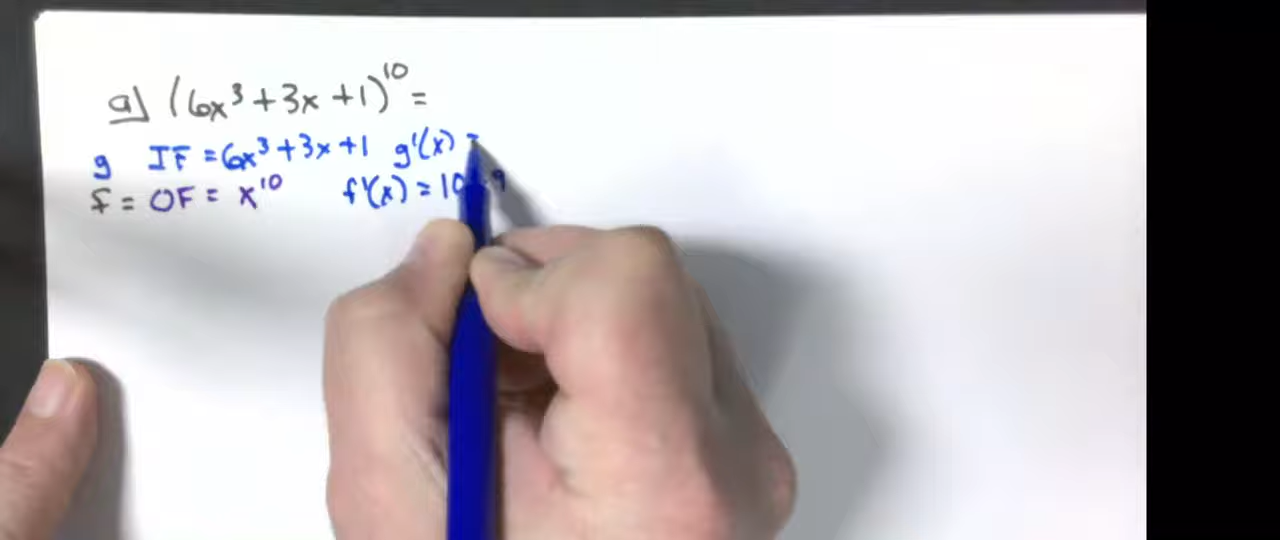 a) (6x³+3x+1)¹⁰=
g IF=6x³+3x+1 g'(x)=
f=OF=x¹⁰ f'(x)=10